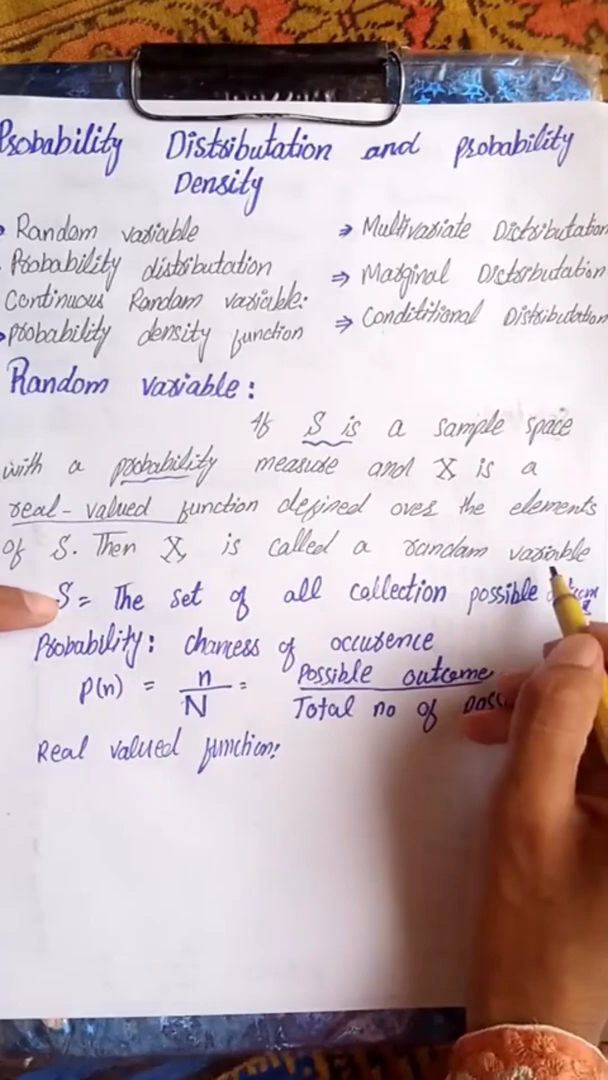 Probability Distributation and probability
Density
Random variable
Probability distributation
Continuous Random variable:
probability density function
⇒ Multivariate Dictributation
⇒ Marginal Dictorbutation
⇒ Conditional Distributation
Random variable:
If S is a sample space
with a probability measure and X is a
real-valued function defined over the elements
of S. Then X, is called a random variable
S = The set of all collection possible
Probability: chancess of occurence
P(n) = n/N = Possible outcome
Total no of
Real valued function: